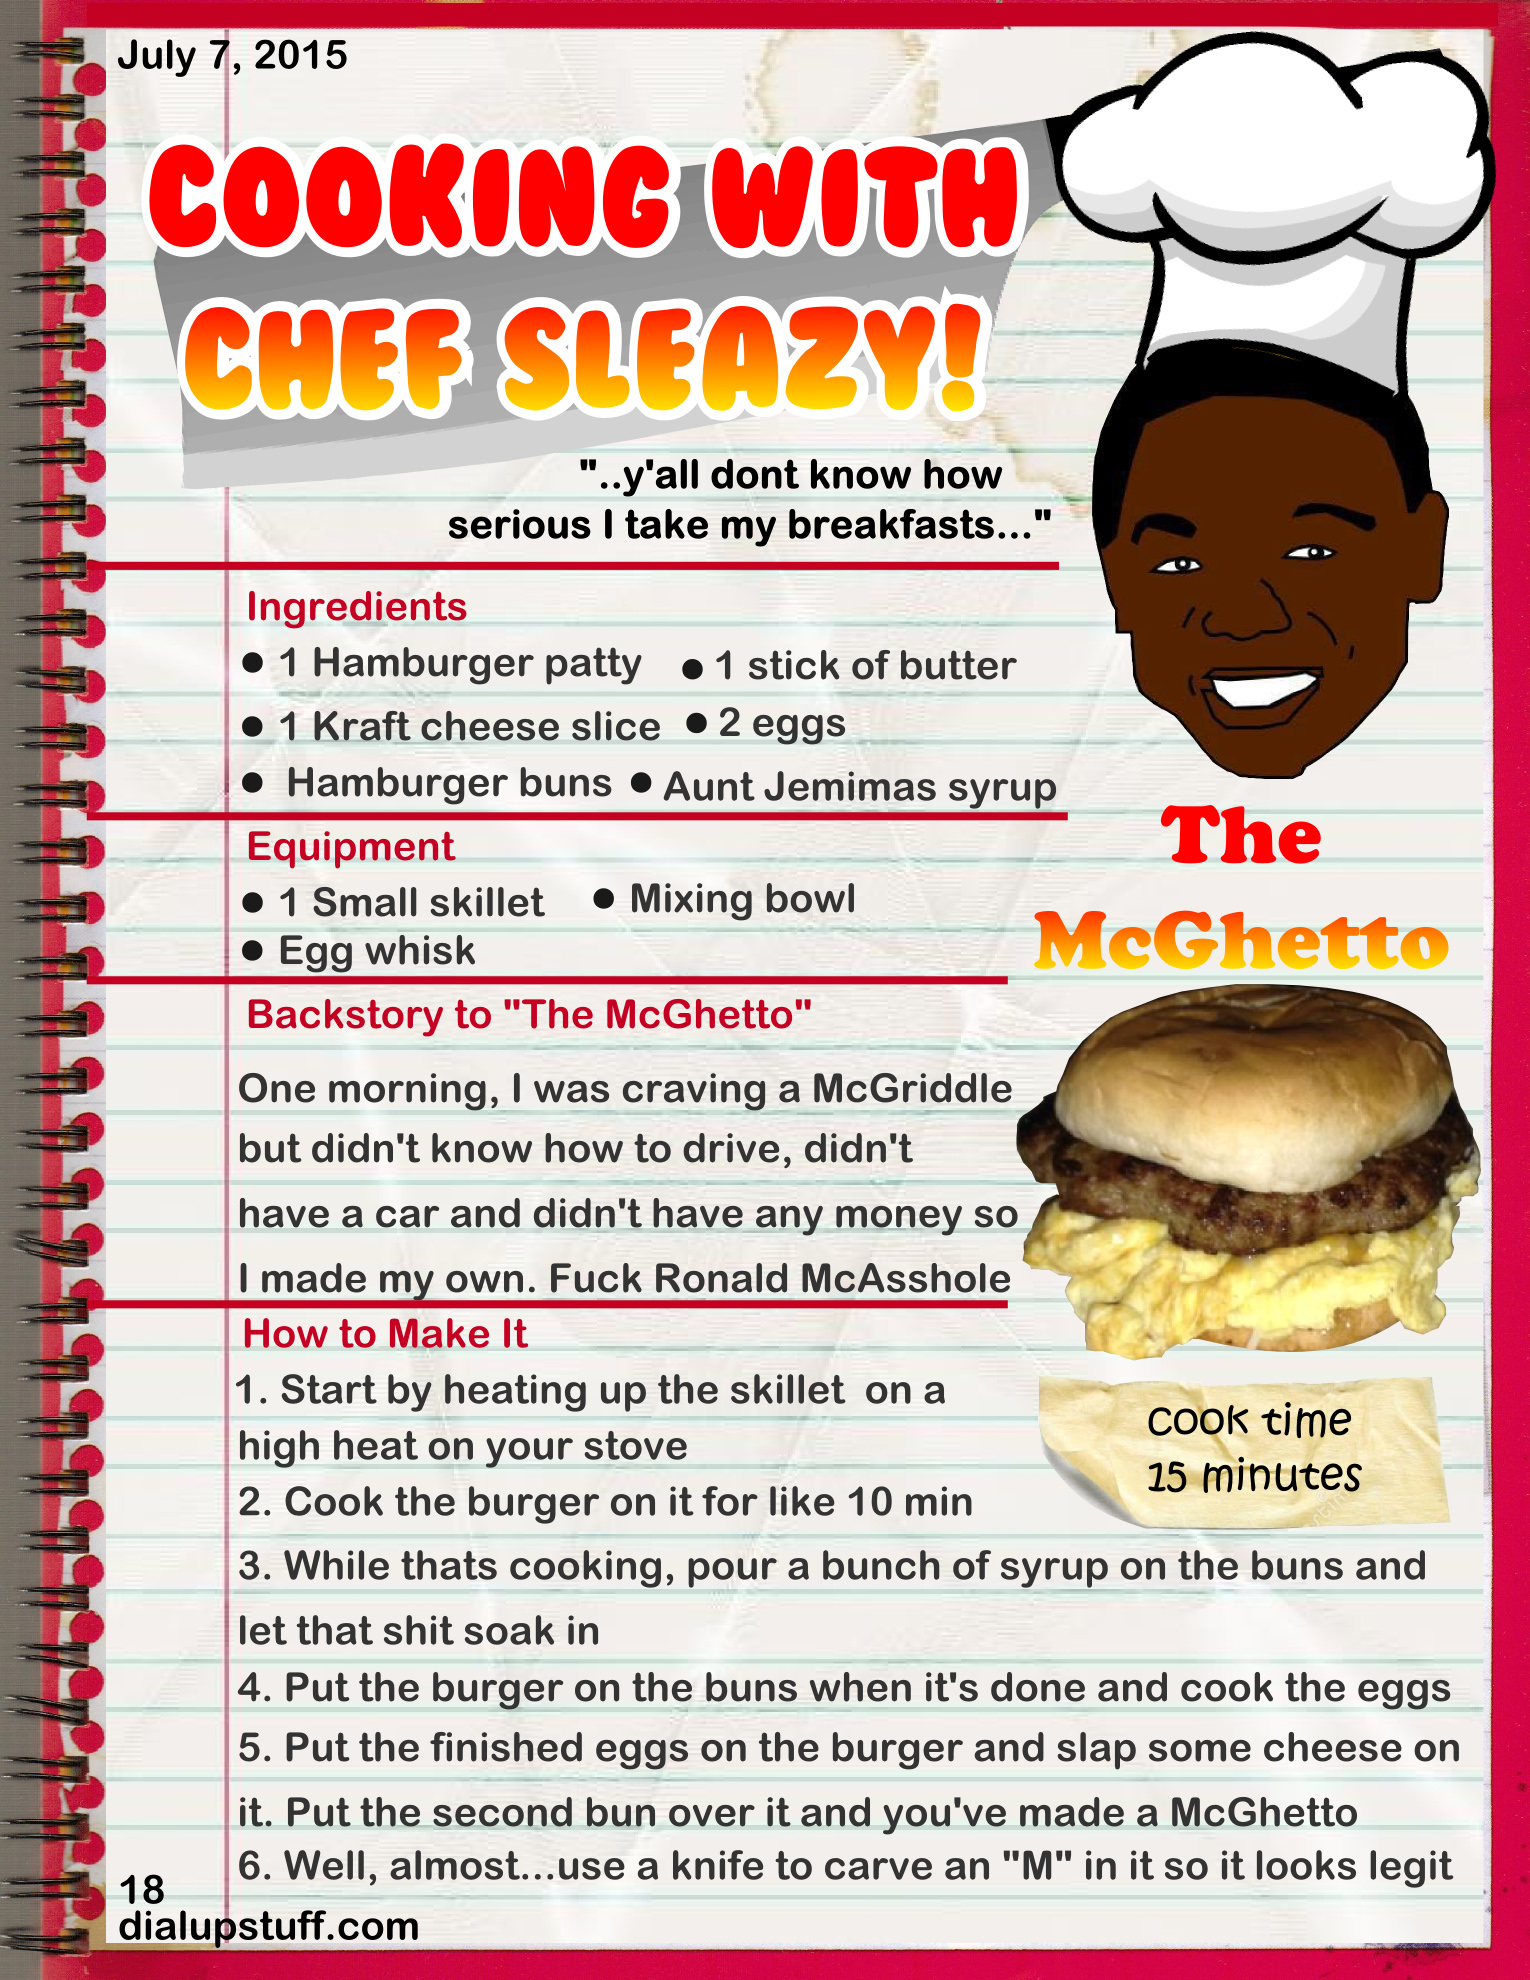 July 7, 2015
COOKING WITH
CHEF SLEAZY!
"..y'all dont know how
serious I take my breakfasts..."
Ingredients
● 1 Hamburger patty ● 1 stick of butter
● 1 Kraft cheese slice ● 2 eggs
● Hamburger buns ● Aunt Jemimas syrup
Equipment
● 1 Small skillet ● Mixing bowl
● Egg whisk
The
McGhetto
Backstory to "The McGhetto"
One morning, I was craving a McGriddle
but didn't know how to drive, didn't
have a car and didn't have any money so
I made my own. Fuck Ronald McAsshole
How to Make It
1. Start by heating up the skillet on a
high heat on your stove
2. Cook the burger on it for like 10 min
cook time
15 minutes
3. While thats cooking, pour a bunch of syrup on the buns and
let that shit soak in
4. Put the burger on the buns when it's done and cook the eggs
5. Put the finished eggs on the burger and slap some cheese on
it. Put the second bun over it and you've made a McGhetto
6. Well, almost...use a knife to carve an "M" in it so it looks legit
18
dialupstuff.com